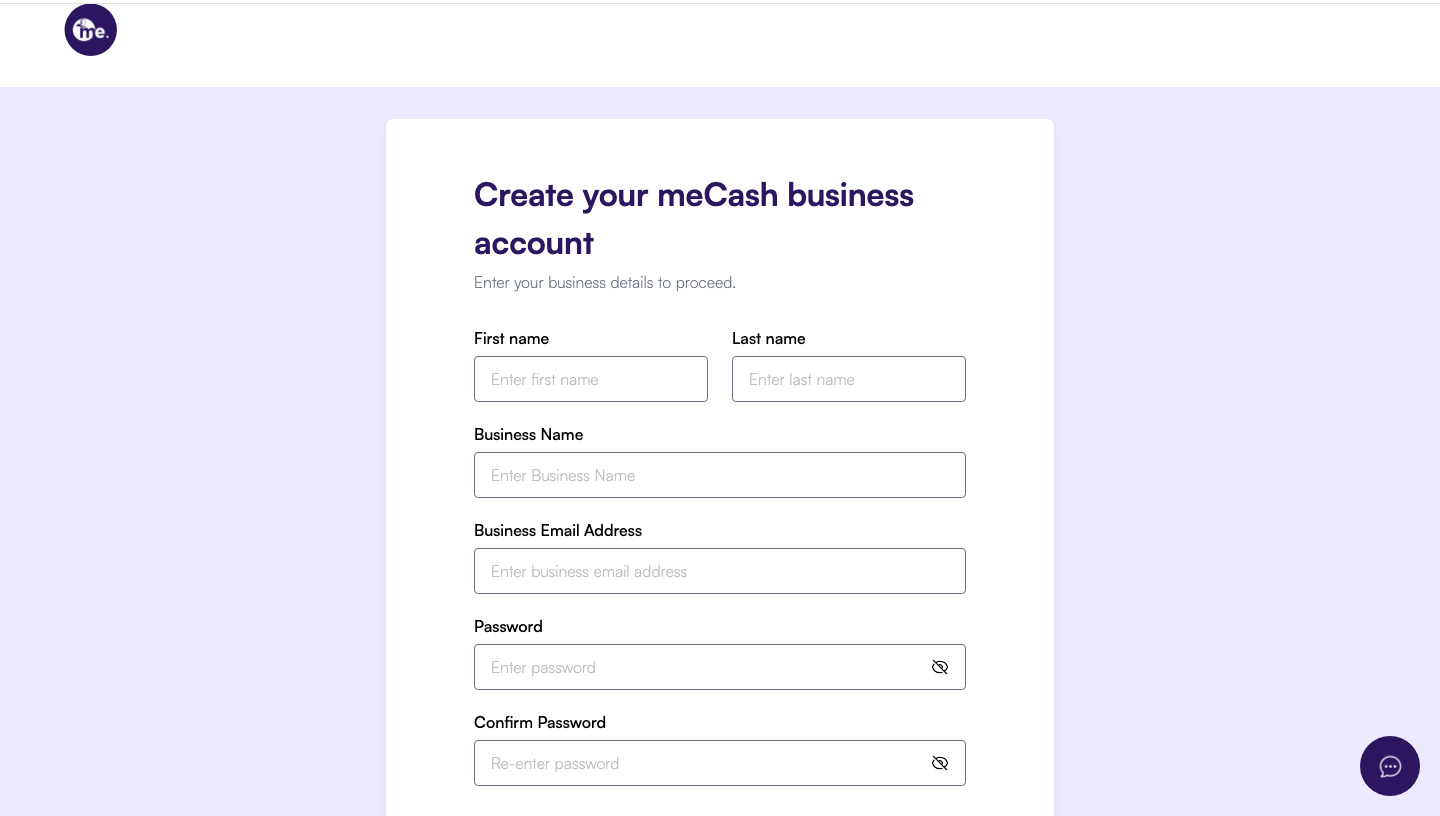 me.
Create your meCash business
account
Enter your business details to proceed.
First name
Last name
Enter first name
Enter last name
Business Name
Enter Business Name
Business Email Address
Enter business email address
Password
Enter password
Confirm Password
Re-enter password